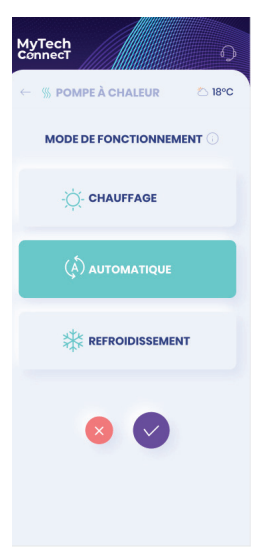 MyTech
ConnecT
POMPE À CHALEUR
18°C
MODE DE FONCTIONNEMENT
CHAUFFAGE
A AUTOMATIQUE
REFROIDISSEMENT